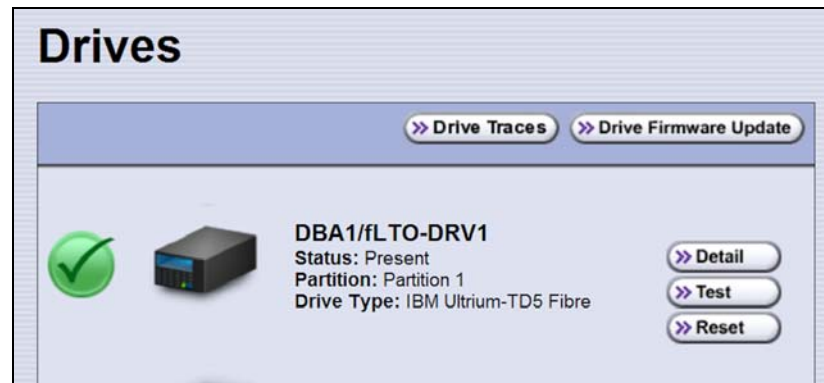 Drives
>> Drive Traces >> Drive Firmware Update
DBA1/fLTO-DRV1
Status: Present
Partition: Partition 1
Drive Type: IBM Ultrium-TD5 Fibre
>> Detail
>> Test
>> Reset